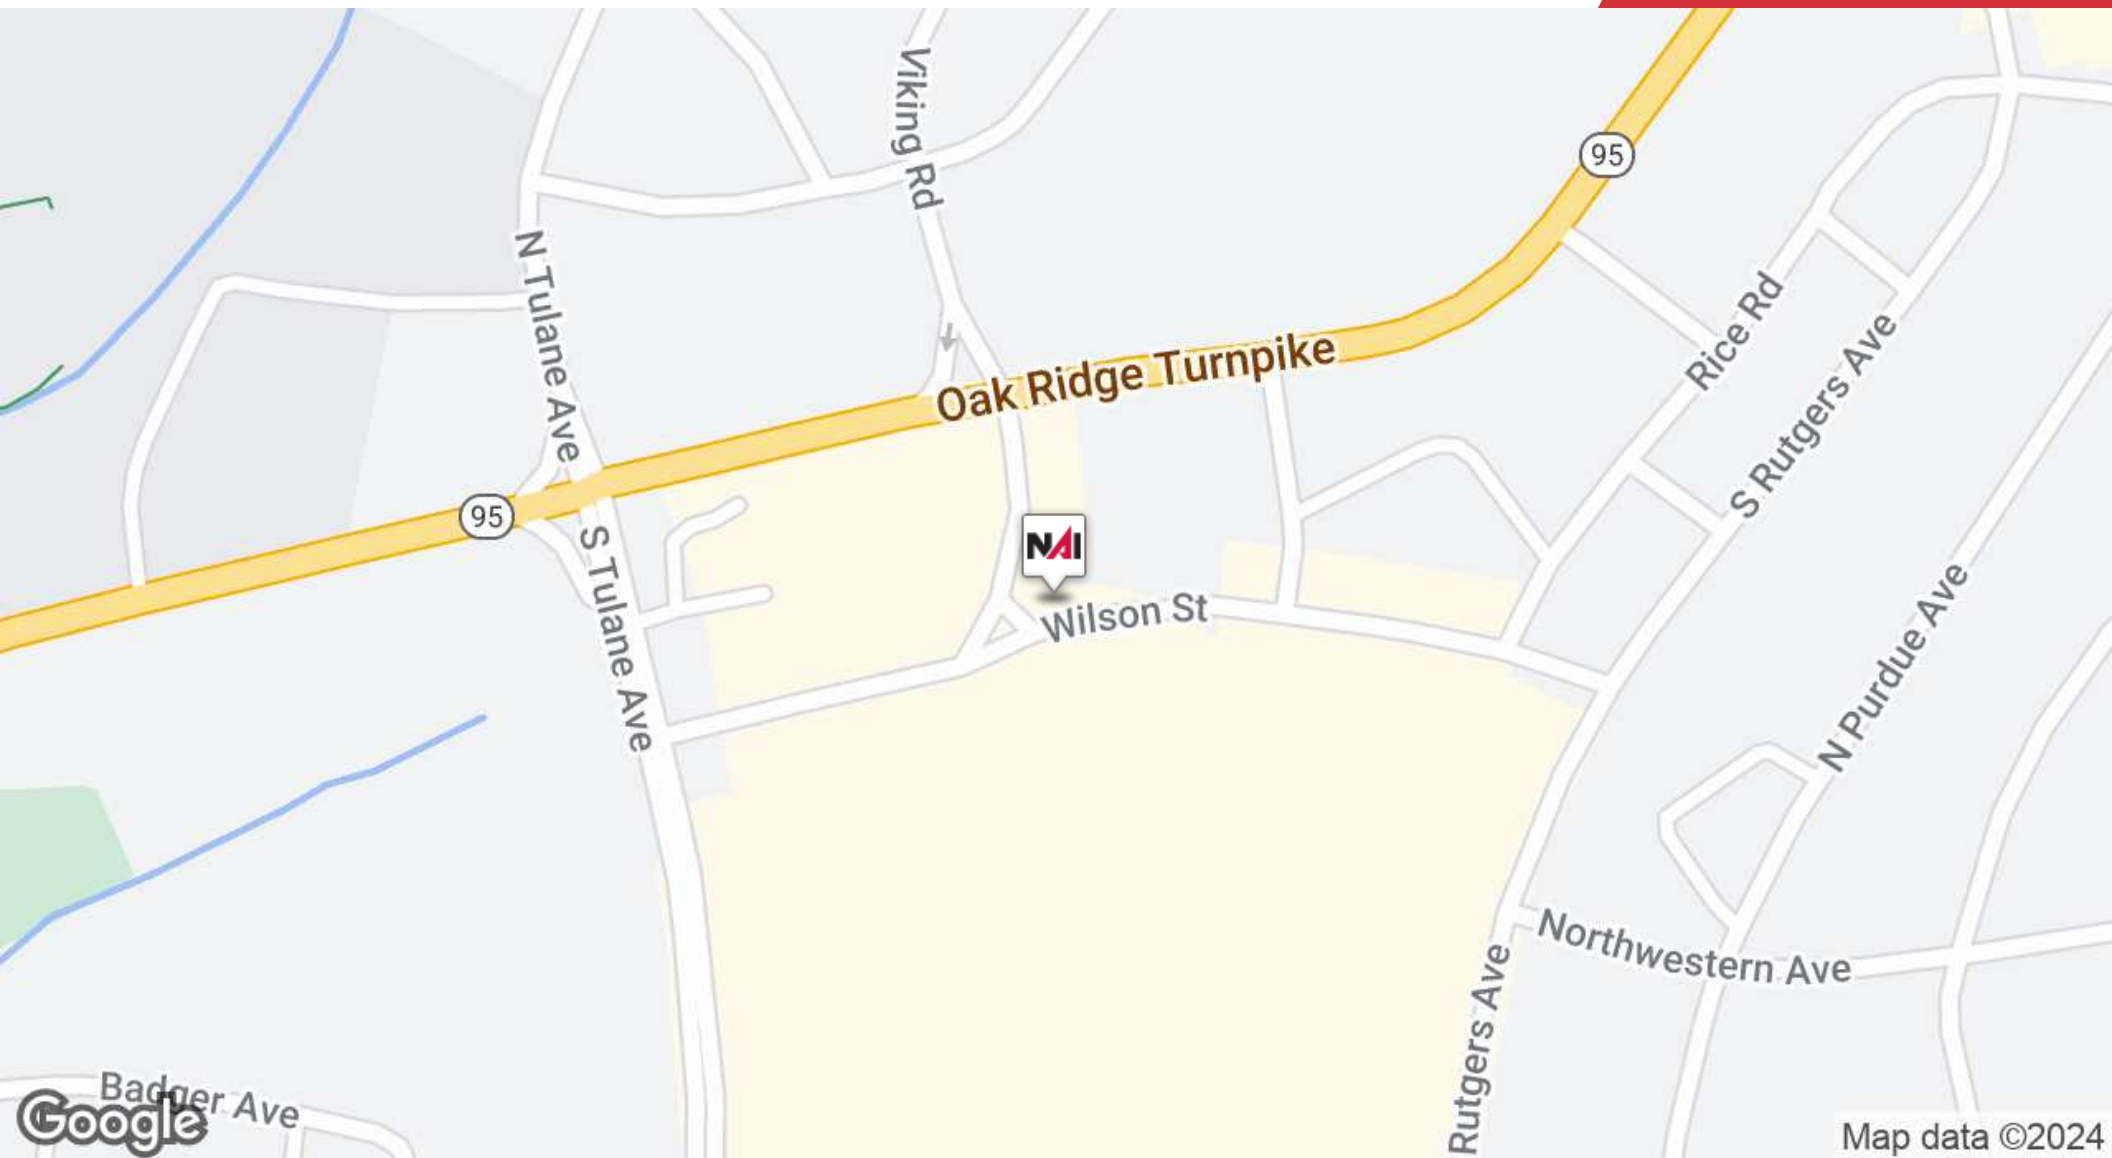 Viking Rd
95
N Tulane Ave
Rice Rd
Oak Ridge Turnpike
S Rutgers Ave
95
S Tulane Ave
NAI
Wilson St
N Purdue Ave
Northwestern Ave
Rutgers Ave
Badger Ave
Google
Map data ©2024